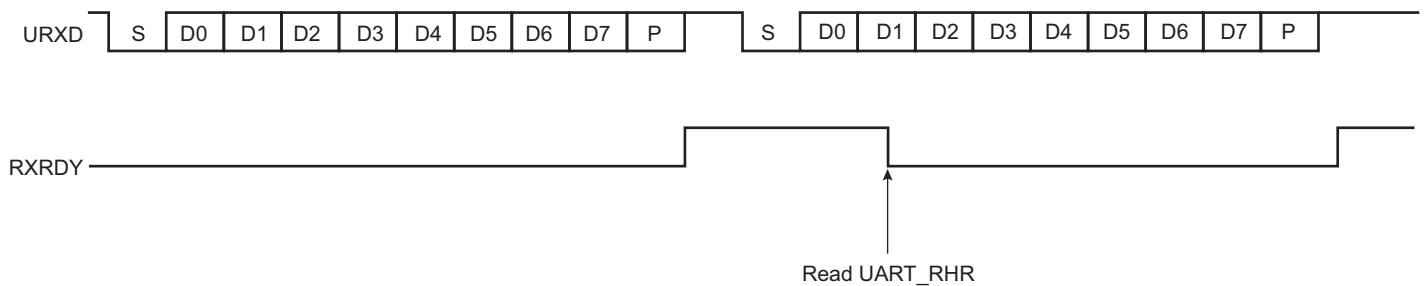 URXD S D0 D1 D2 D3 D4 D5 D6 D7 P S D0 D1 D2 D3 D4 D5 D6 D7 P
RXRDY
Read UART_RHR